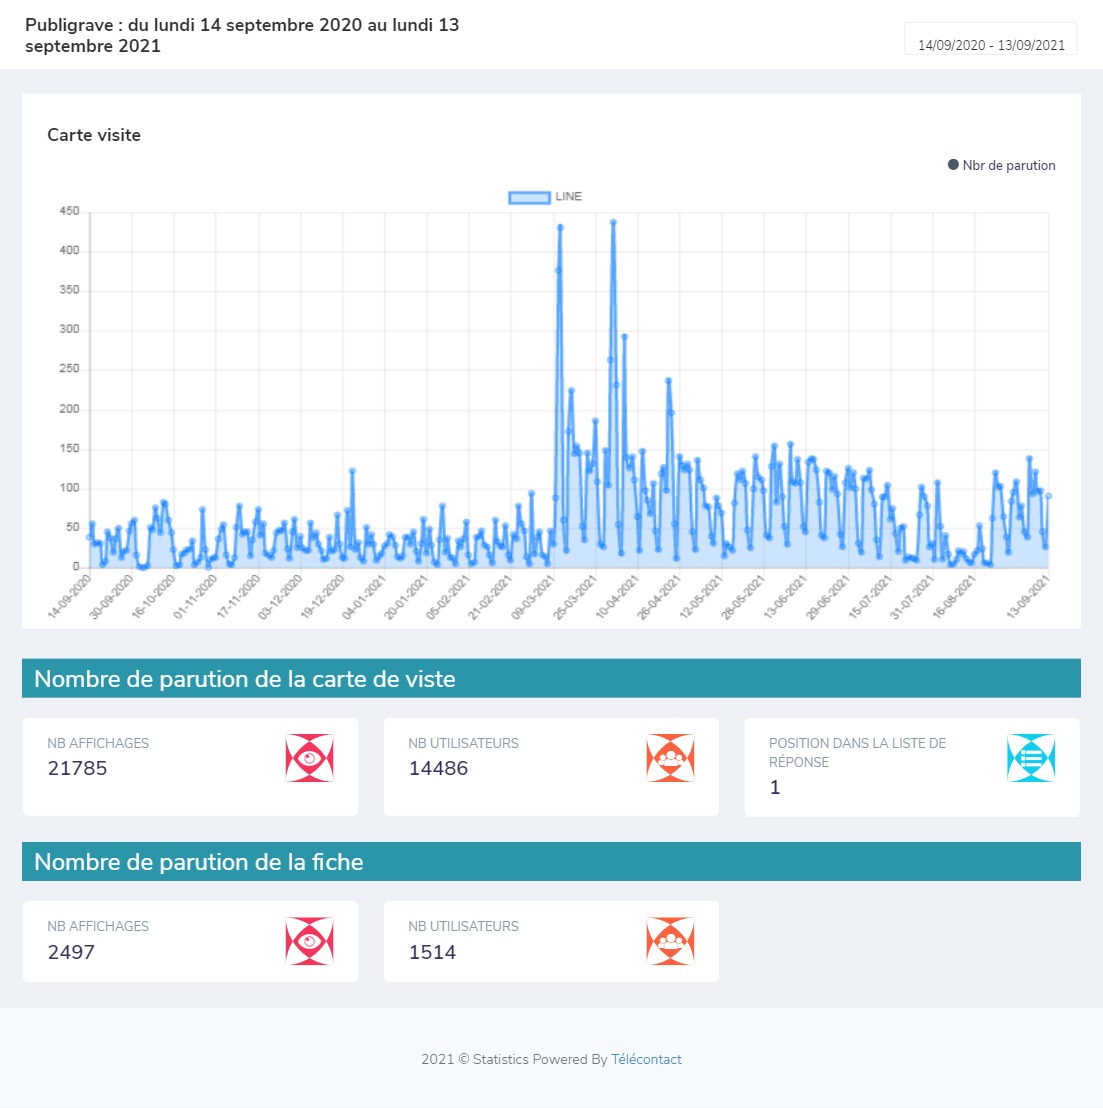 Publigrave : du lundi 14 septembre 2020 au lundi 13
septembre 2021
14/09/2020 - 13/09/2021
Carte visite
Nbr de parution
LINE
450
400
350
300
250
200
150
100
50
0
14-09-2020
30-09-2020
16-10-2020
01-11-2020
17-11-2020
03-12-2020
19-12-2020
04-01-2021
20-01-2021
05-02-2021
21-02-2021
09-03-2021
25-03-2021
10-04-2021
26-04-2021
12-05-2021
28-05-2021
13-06-2021
29-06-2021
15-07-2021
31-07-2021
16-08-2021
13-09-2021
Nombre de parution de la carte de viste
NB AFFICHAGES
21785
NB UTILISATEURS
14486
POSITION DANS LA LISTE DE
RÉPONSE
1
Nombre de parution de la fiche
NB AFFICHAGES
2497
NB UTILISATEURS
1514
2021 © Statistics Powered By Télécontact